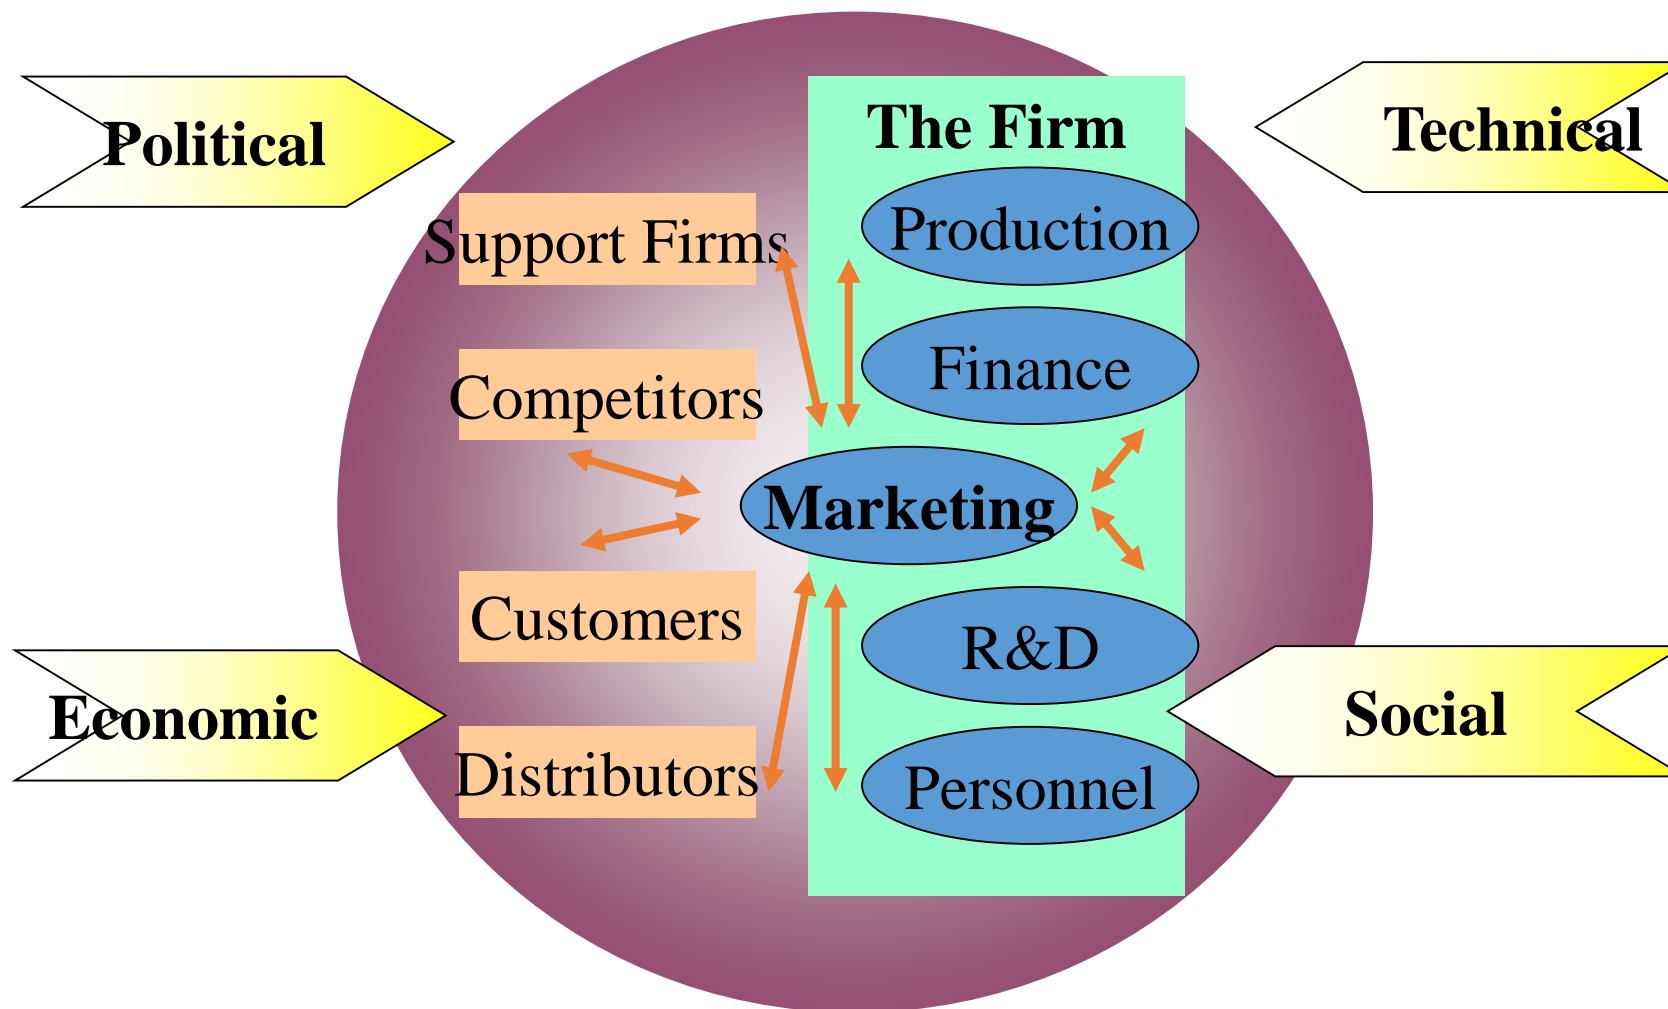 Political
The Firm
Technical
Support Firms
Production
Competitors
Finance
Marketing
Customers
R&D
Economic
Social
Distributors
Personnel